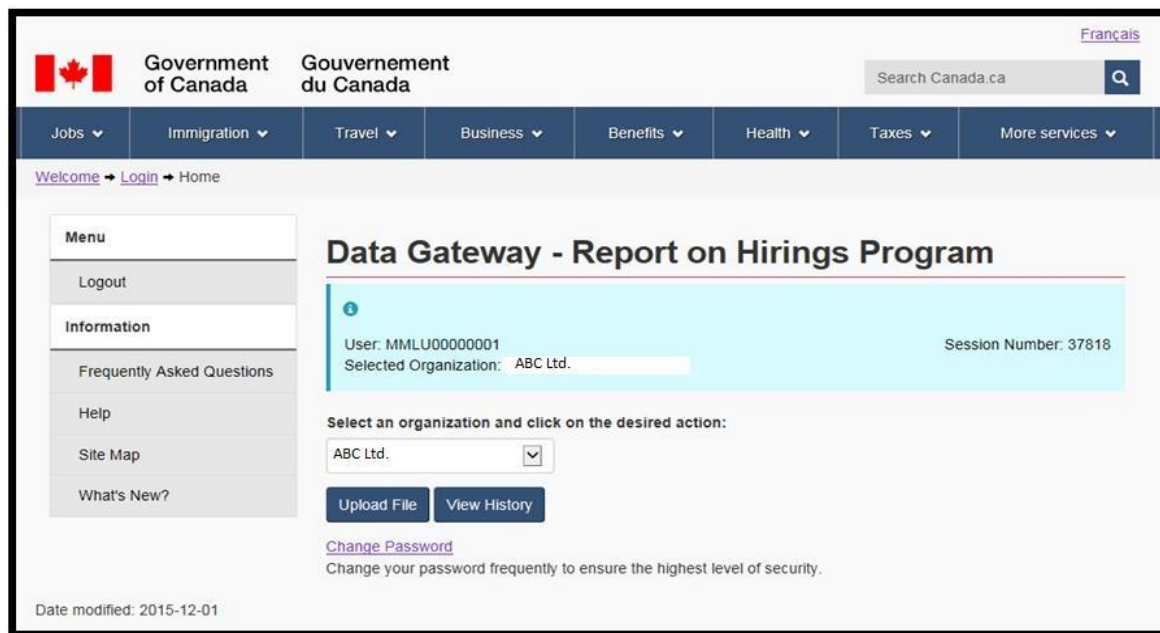 Français
Government Gouvernement
of Canada du Canada
Search Canada.ca
Jobs Immigration Travel Business Benefits Health Taxes More services
Welcome → Login → Home
Menu
Logout
Information
Frequently Asked Questions
Help
Site Map
What's New?
Data Gateway - Report on Hirings Program
User: MMLU00000001 Session Number: 37818
Selected Organization: ABC Ltd.
Select an organization and click on the desired action:
ABC Ltd.
Upload File View History
Change Password
Change your password frequently to ensure the highest level of security.
Date modified: 2015-12-01